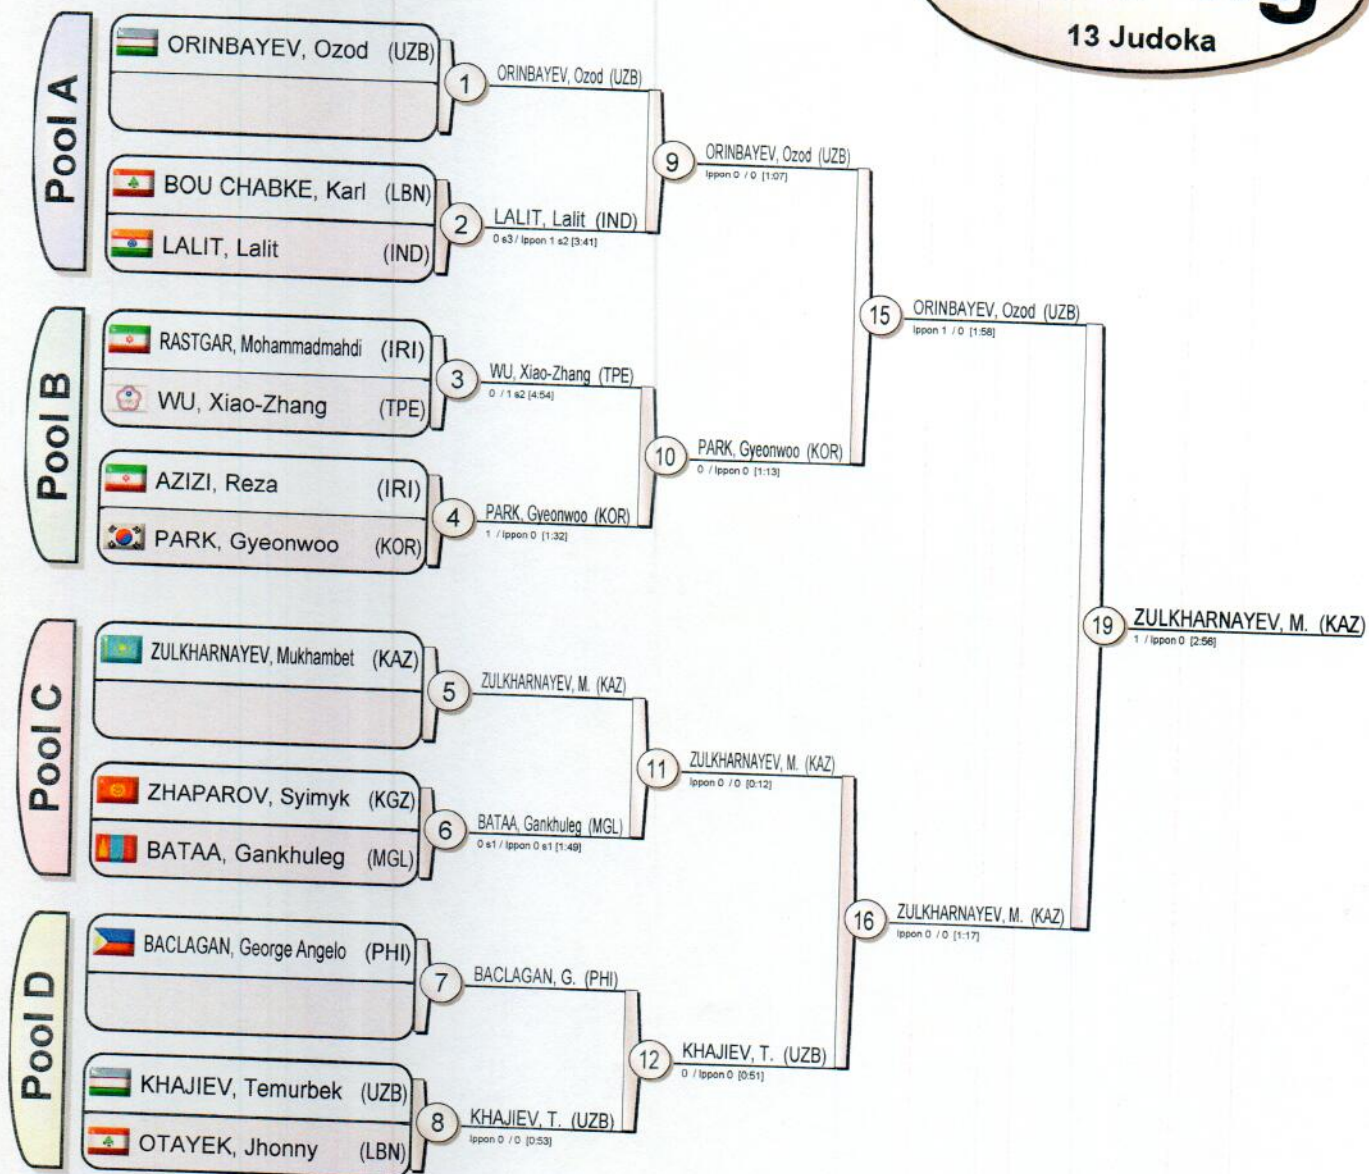 13 Judoka
Pool A
ORINBAYEV, Ozod (UZB)
BOU CHABKE, Karl (LBN)
LALIT, Lalit (IND)
Pool B
RASTGAR, Mohammadmahdi (IRI)
WU, Xiao-Zhang (TPE)
AZIZI, Reza (IRI)
PARK, Gyeonwoo (KOR)
Pool C
ZULKHARNAYEV, Mukhambet (KAZ)
ZHAPAROV, Syimyk (KGZ)
BATAA, Gankhuleg (MGL)
Pool D
BACLAGAN, George Angelo (PHI)
KHAJIEV, Temurbek (UZB)
OTAYEK, Jhonny (LBN)
1
ORINBAYEV, Ozod (UZB)
2
LALIT, Lalit (IND)
0 s3 / Ippon 1 s2 [3:41]
3
WU, Xiao-Zhang (TPE)
0 / 1 s2 [4:54]
4
PARK, Gyeonwoo (KOR)
1 / Ippon 0 [1:32]
5
ZULKHARNAYEV, M. (KAZ)
6
BATAA, Gankhuleg (MGL)
0 s1 / Ippon 0 s1 [1:49]
7
BACLAGAN, G. (PHI)
8
KHAJIEV, T. (UZB)
Ippon 0 / 0 [0:53]
9
ORINBAYEV, Ozod (UZB)
Ippon 0 / 0 [1:07]
10
PARK, Gyeonwoo (KOR)
0 / Ippon 0 [1:13]
11
ZULKHARNAYEV, M. (KAZ)
Ippon 0 / 0 [0:12]
12
KHAJIEV, T. (UZB)
0 / Ippon 0 [0:51]
15
ORINBAYEV, Ozod (UZB)
Ippon 1 / 0 [1:58]
16
ZULKHARNAYEV, M. (KAZ)
Ippon 0 / 0 [1:17]
19
ZULKHARNAYEV, M. (KAZ)
1 / Ippon 0 [2:56]